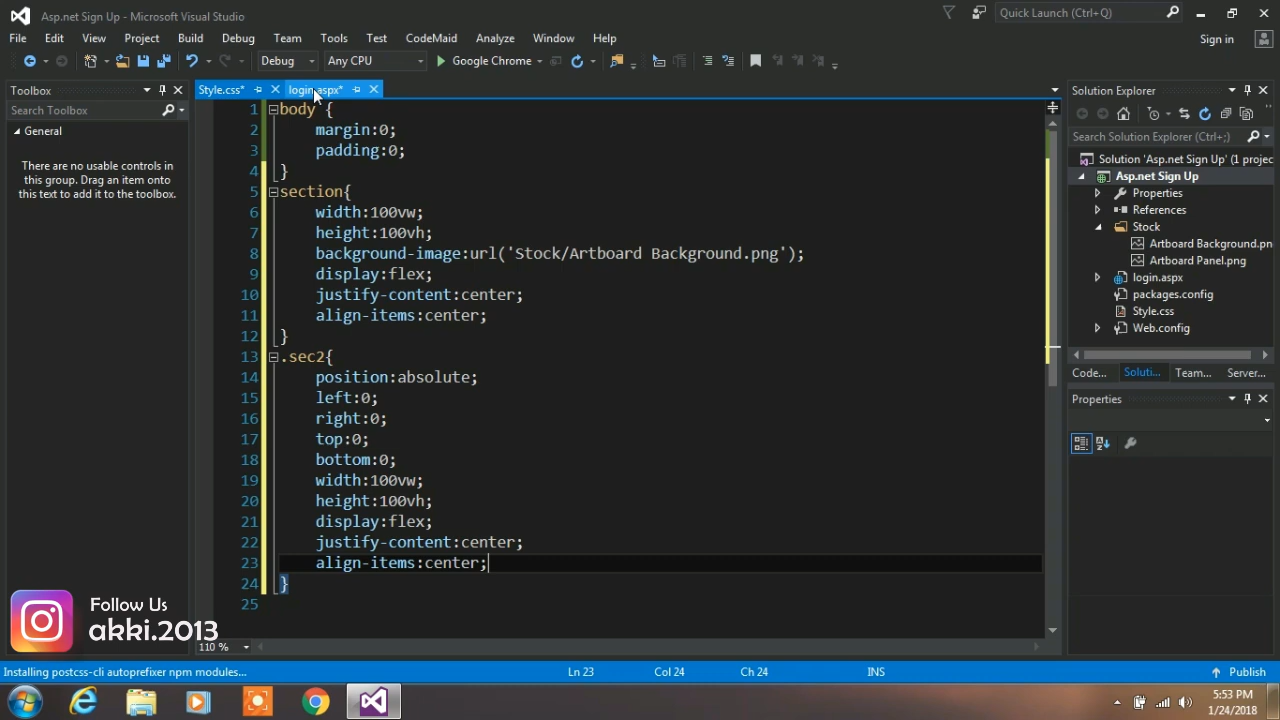 Asp.net Sign Up - Microsoft Visual Studio
Quick Launch (Ctrl+Q)
File Edit View Project Build Debug Team Tools Test CodeMaid Analyze Window Help
Sign in
Debug Any CPU Google Chrome
Toolbox
Style.css* login.aspx*
Solution Explorer
Search Toolbox
General
There are no usable controls in
this group. Drag an item onto
this text to add it to the toolbox.
1 body {
2 margin:0;
3 padding:0;
4 }
5 section{
6 width:100vw;
7 height:100vh;
8 background-image:url('Stock/Artboard Background.png');
9 display:flex;
10 justify-content:center;
11 align-items:center;
12 }
13 .sec2{
14 position:absolute;
15 left:0;
16 right:0;
17 top:0;
18 bottom:0;
19 width:100vw;
20 height:100vh;
21 display:flex;
22 justify-content:center;
23 align-items:center;
24 }
25
110 %
Search Solution Explorer (Ctrl+;)
Solution 'Asp.net Sign Up' (1 projec
Asp.net Sign Up
Properties
References
Stock
Artboard Background.pn
Artboard Panel.png
login.aspx
packages.config
Style.css
Web.config
Code... Soluti... Team... Server...
Properties
Follow Us
akki.2013
Installing postcss-cli autoprefixer npm modules...
Ln 23 Col 24 Ch 24 INS
Publish
5:53 PM
1/24/2018